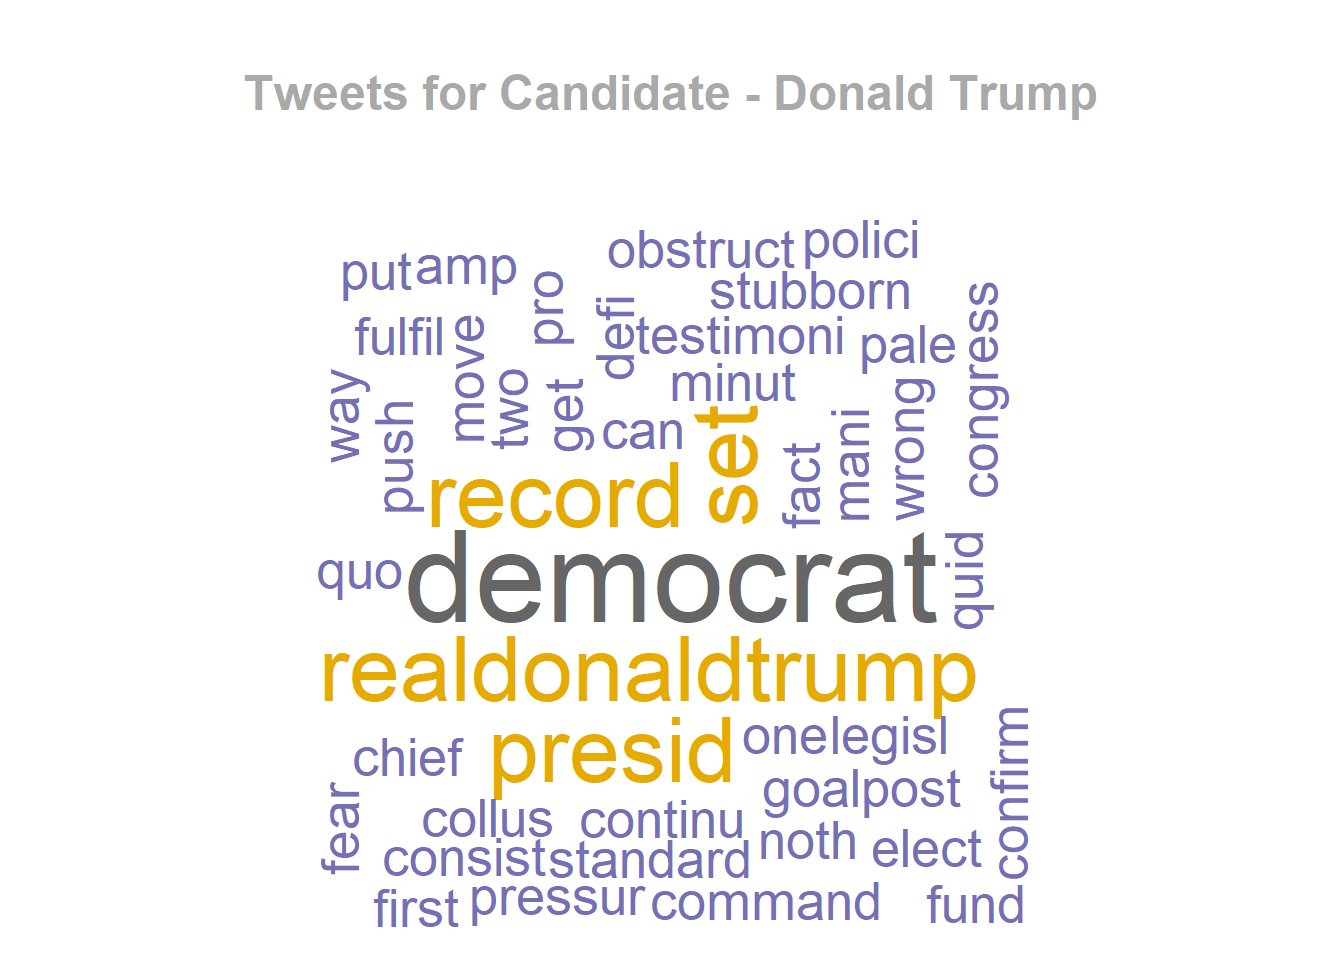 Tweets for Candidate - Donald Trump
obstruct
polici
put
amp
pro
stubborn
defi
testimoni
congress
fulfil
move
pale
way
two
get
minut
push
can
set
fact
mani
wrong
record
quo
democrat
quid
realdonaldtrump
chief
presid
onelegisl
confirm
fear
goalpost
collus
continu
noth
elect
consist
standard
first
pressur
command
fund